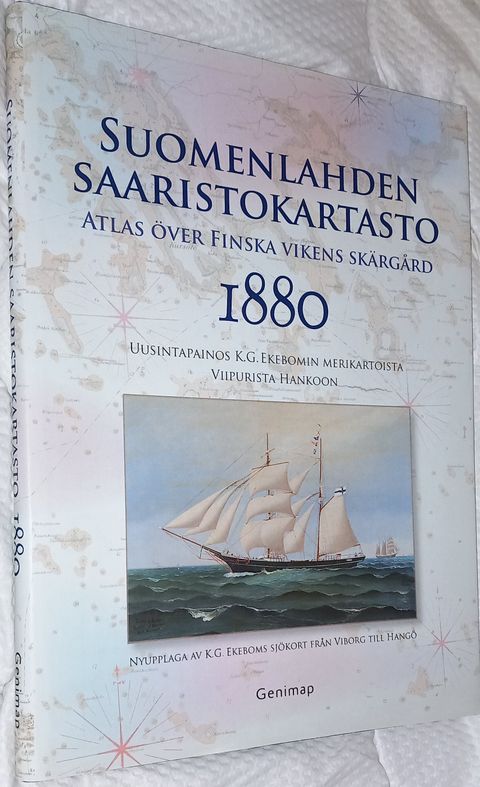 SUOMENLAHDEN
SAARISTOKARTASTO
ATLAS ÖVER FINSKA VIKENS SKÄRGÅRD
1880
UUSINTAPAINOS K.G. EKEBOMIN MERIKARTOISTA
VIIPURISTA HANKOON
NYUPPLAGA AV K.G. EKEBOMS SJÖKORT FRÅN VIBORG TILL HANGÖ
Genimap
SUOMENLAHDEN SAARISTOKARTASTO 1880 Genimap